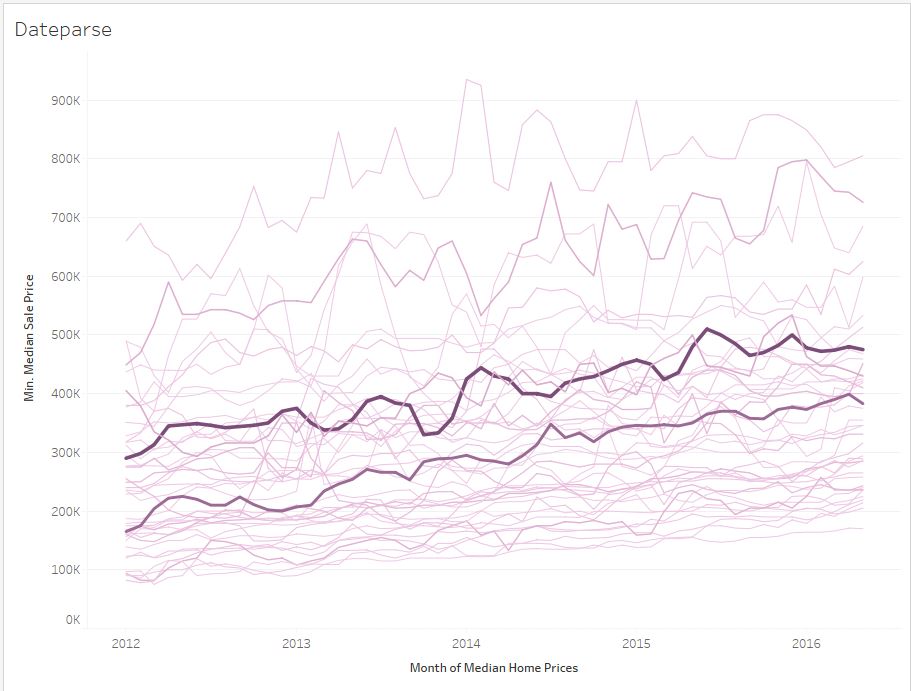 Dateparse
900K
800K
700K
600K
500K
400K
300K
200K
100K
0K
Min. Median Sale Price
2012 2013 2014 2015 2016
Month of Median Home Prices